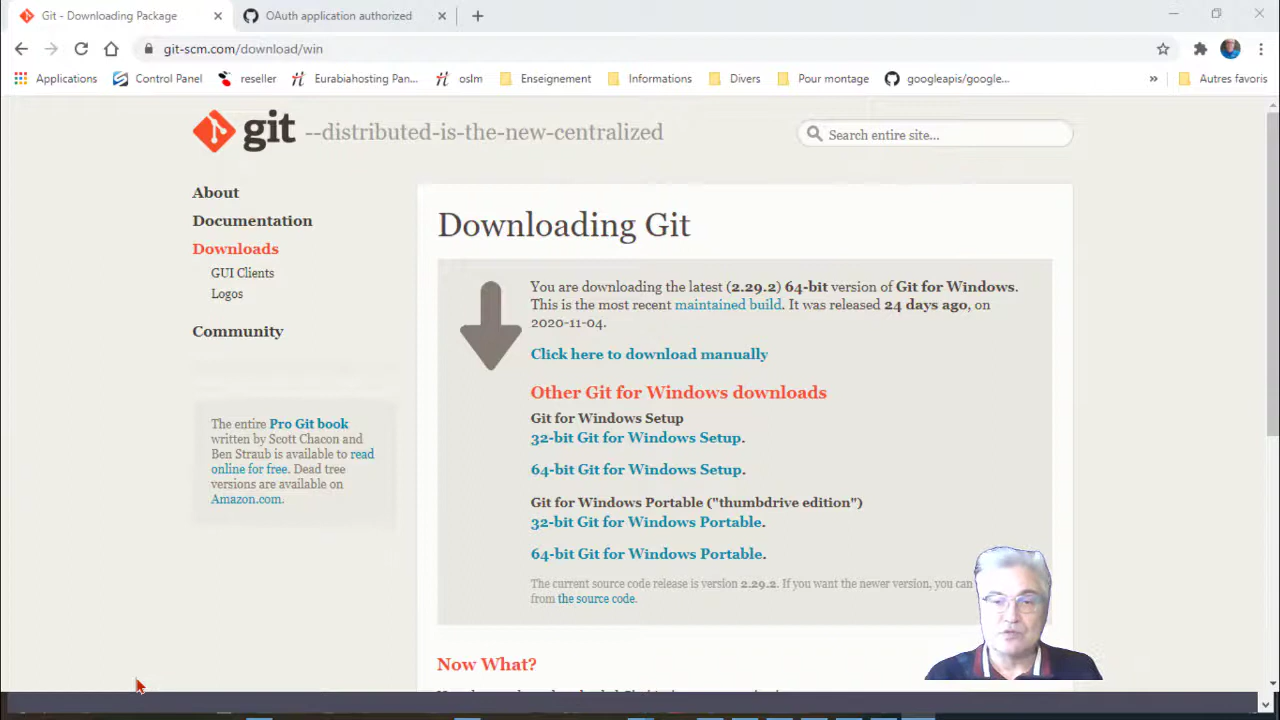 Git - Downloading Package
OAuth application authorized
git-scm.com/download/win
Applications
Control Panel
reseller
Eurabiahosting Pan...
oslm
Enseignement
Informations
Divers
Pour montage
googleapis/google...
»
Autres favoris
git --distributed-is-the-new-centralized
Search entire site...
About
Documentation
Downloads
GUI Clients
Logos
Community
The entire Pro Git book
written by Scott Chacon and
Ben Straub is available to read
online for free. Dead tree
versions are available on
Amazon.com.
Downloading Git
You are downloading the latest (2.29.2) 64-bit version of Git for Windows.
This is the most recent maintained build. It was released 24 days ago, on
2020-11-04.
Click here to download manually
Other Git for Windows downloads
Git for Windows Setup
32-bit Git for Windows Setup.
64-bit Git for Windows Setup.
Git for Windows Portable ("thumbdrive edition")
32-bit Git for Windows Portable.
64-bit Git for Windows Portable.
The current source code release is version 2.29.2. If you want the newer version, you can
from the source code.
Now What?